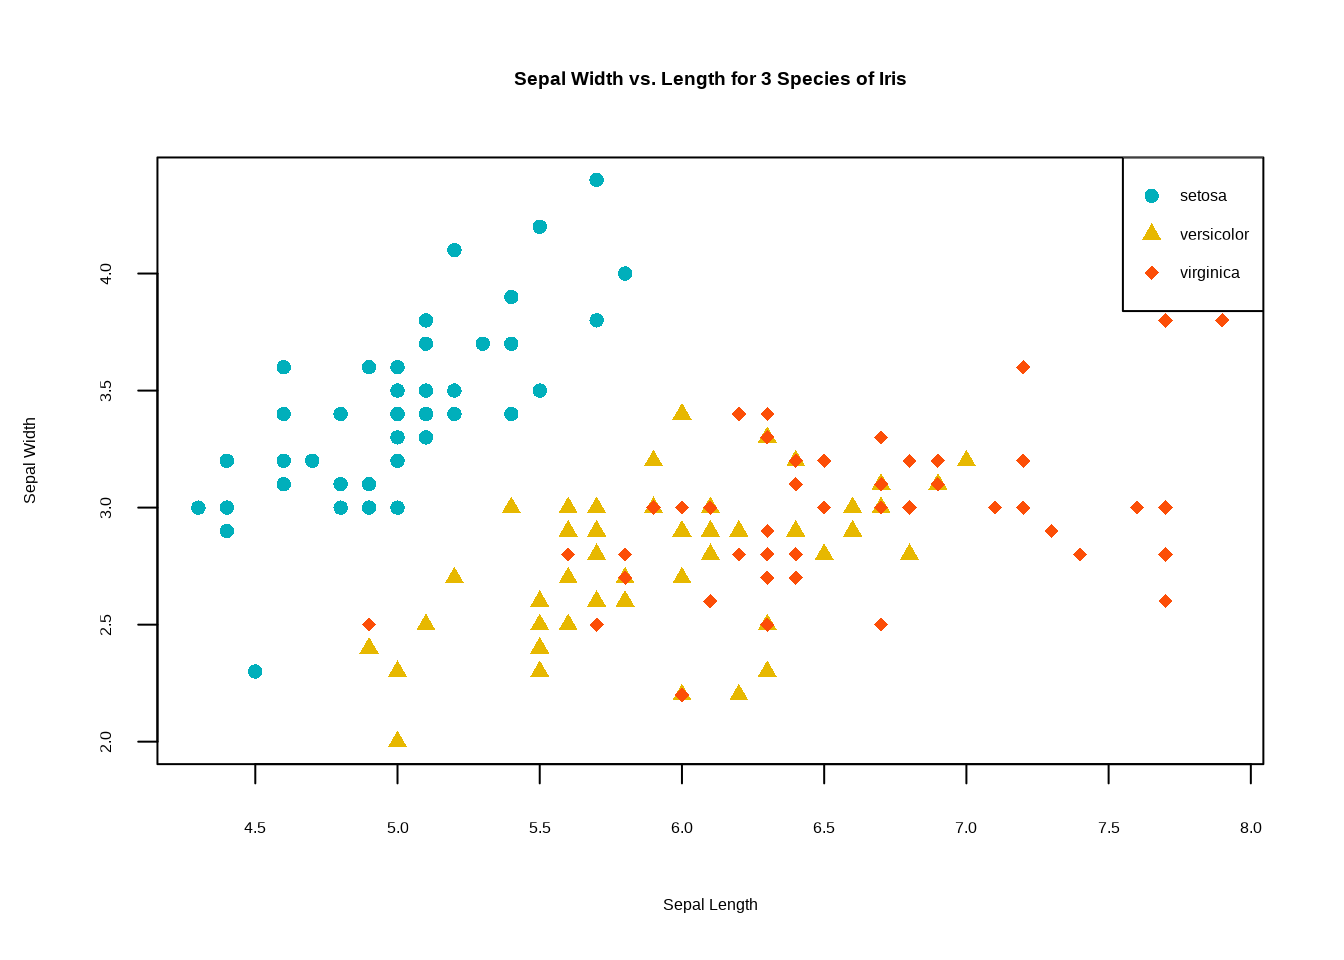 Sepal Width vs. Length for 3 Species of Iris
setosa
versicolor
virginica
4.0
3.5
3.0
2.5
2.0
Sepal Width
4.5 5.0 5.5 6.0 6.5 7.0 7.5 8.0
Sepal Length